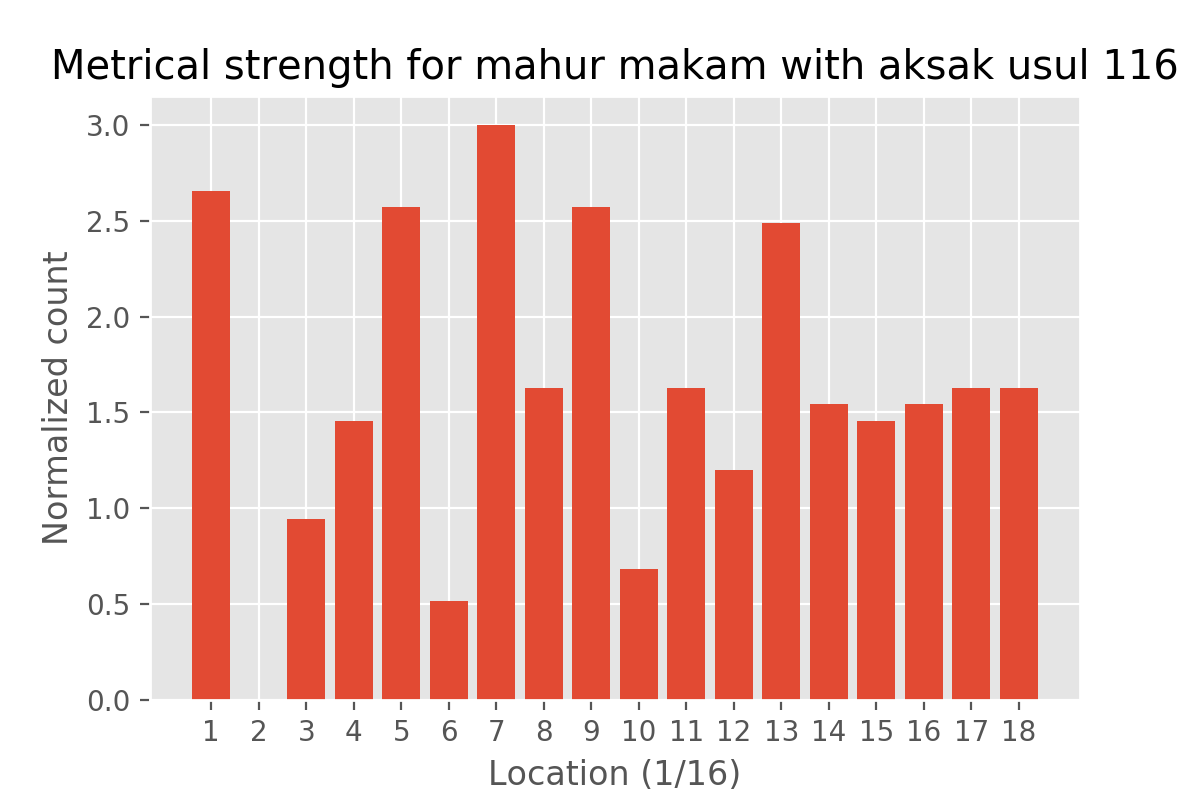 Metrical strength for mahur makam with aksak usul 116
Normalized count
3.0
2.5
2.0
1.5
1.0
0.5
0.0
1 2 3 4 5 6 7 8 9 10 11 12 13 14 15 16 17 18
Location (1/16)